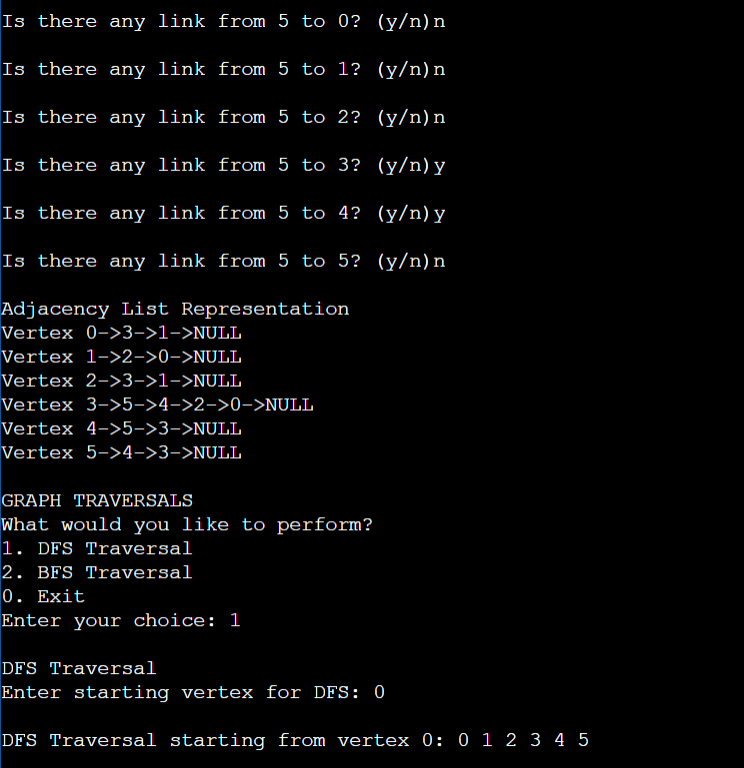 Is there any link from 5 to 0? (y/n)n
Is there any link from 5 to 1? (y/n)n
Is there any link from 5 to 2? (y/n)n
Is there any link from 5 to 3? (y/n)y
Is there any link from 5 to 4? (y/n)y
Is there any link from 5 to 5? (y/n)n
Adjacency List Representation
Vertex 0->3->1->NULL
Vertex 1->2->0->NULL
Vertex 2->3->1->NULL
Vertex 3->5->4->2->0->NULL
Vertex 4->5->3->NULL
Vertex 5->4->3->NULL
GRAPH TRAVERSALS
What would you like to perform?
1. DFS Traversal
2. BFS Traversal
0. Exit
Enter your choice: 1
DFS Traversal
Enter starting vertex for DFS: 0
DFS Traversal starting from vertex 0: 0 1 2 3 4 5